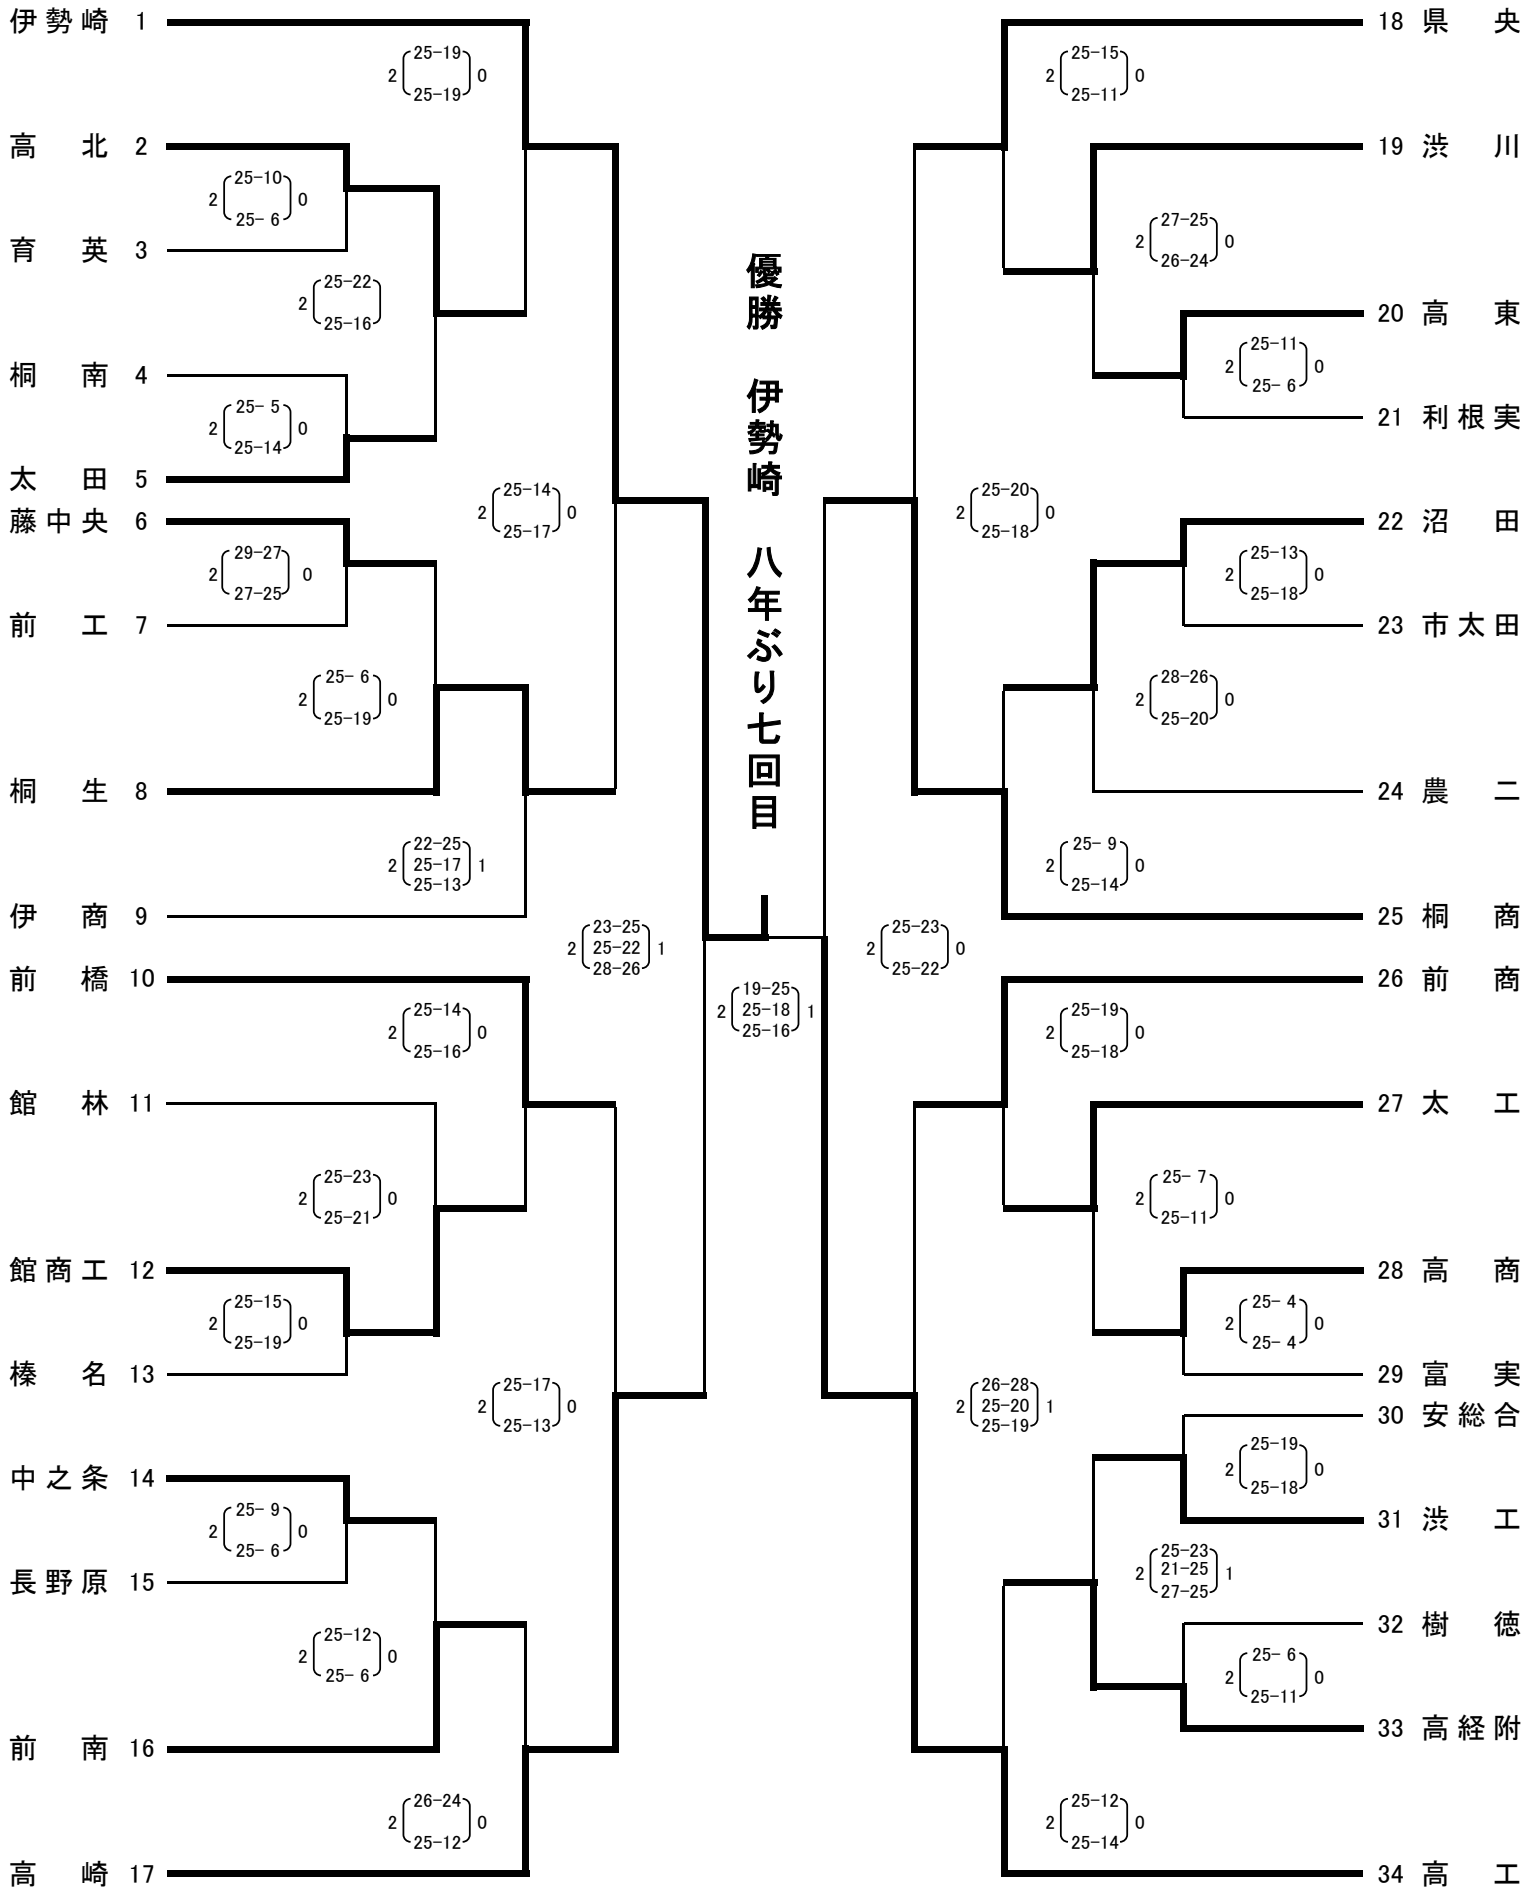 伊勢崎 1
25-19
2 0
25-19
高北 2
25-10
2 0
25- 6
育英 3
25-22
2
25-16
桐南 4
25- 5
2 0
25-14
太田 5
藤中央 6
29-27
2 0
27-25
前工 7
25- 6
2 0
25-19
桐生 8
22-25
2 25-17 1
25-13
伊商 9
25-14
2 0
25-17
前橋 10
25-14
2 0
25-16
館林 11
25-23
2 0
25-21
館商工 12
25-15
2 0
25-19
榛名 13
25-17
2 0
25-13
中之条 14
25- 9
2 0
25- 6
長野原 15
25-12
2 0
25- 6
前南 16
26-24
2 0
25-12
高崎 17
23-25
2 25-22 1
28-26
優勝 伊勢崎 八年ぶり七回目
19-25
2 25-18 1
25-16
25-23
2 0
25-22
18 県央
25-15
2 0
25-11
19 渋川
27-25
2 0
26-24
20 高東
25-11
2 0
25- 6
21 利根実
25-20
2 0
25-18
22 沼田
25-13
2 0
25-18
23 市太田
28-26
2 0
25-20
24 農二
25- 9
2 0
25-14
25 桐商
26 前商
25-19
2 0
25-18
27 太工
25- 7
2 0
25-11
28 高商
25- 4
2 0
25- 4
29 富実
26-28
2 25-20 1
25-19
30 安総合
25-19
2 0
25-18
31 渋工
25-23
2 21-25 1
27-25
32 樹徳
25- 6
2 0
25-11
33 高経附
25-12
2 0
25-14
34 高工